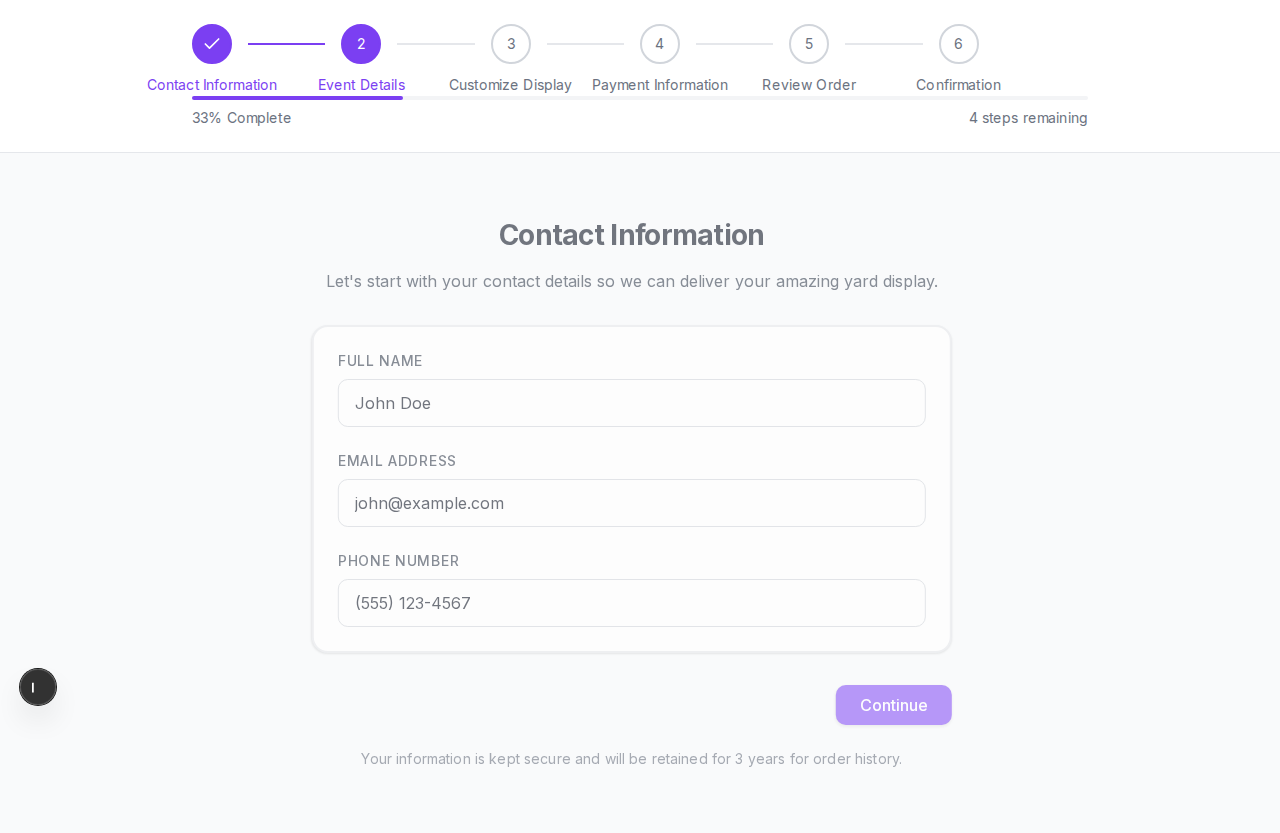 2 3 4 5 6
Contact Information Event Details Customize Display Payment Information Review Order Confirmation
33% Complete 4 steps remaining
Contact Information
Let's start with your contact details so we can deliver your amazing yard display.
FULL NAME
John Doe
EMAIL ADDRESS
john@example.com
PHONE NUMBER
(555) 123-4567
Continue
Your information is kept secure and will be retained for 3 years for order history.